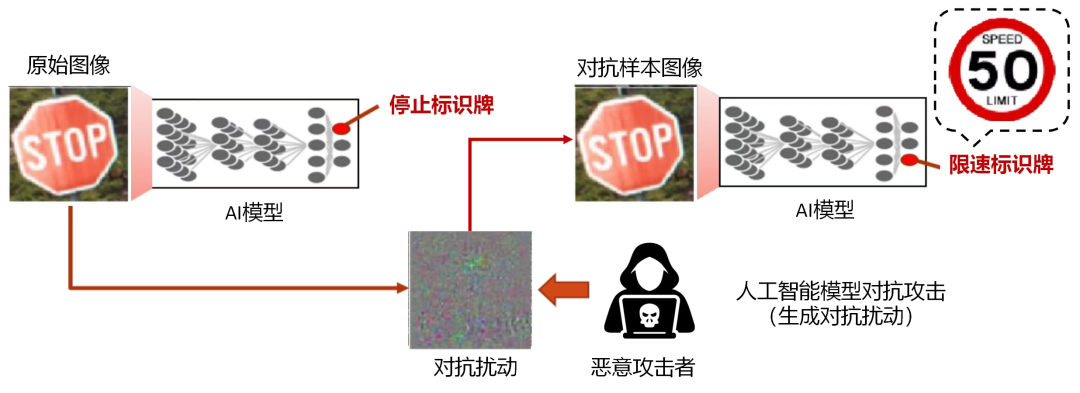 原始图像
STOP
停止标识牌
AI模型
对抗样本图像
STOP
SPEED
50
LIMIT
限速标识牌
AI模型
对抗扰动
恶意攻击者
人工智能模型对抗攻击
（生成对抗扰动）